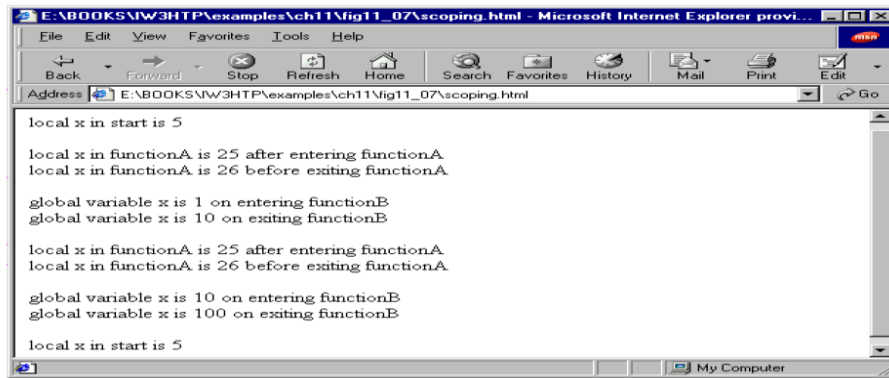 E:\BOOKS\IW3HTP\examples\ch11\fig11_07\scoping.html - Microsoft Internet Explorer provi...
File Edit View Favorites Tools Help
msn
Back Forward Stop Refresh Home Search Favorites History Mail Print Edit
Address E:\BOOKS\IW3HTP\examples\ch11\fig11_07\scoping.html Go
local x in start is 5
local x in functionA is 25 after entering functionA
local x in functionA is 26 before exiting functionA
global variable x is 1 on entering functionB
global variable x is 10 on exiting functionB
local x in functionA is 25 after entering functionA
local x in functionA is 26 before exiting functionA
global variable x is 10 on entering functionB
global variable x is 100 on exiting functionB
local x in start is 5
My Computer